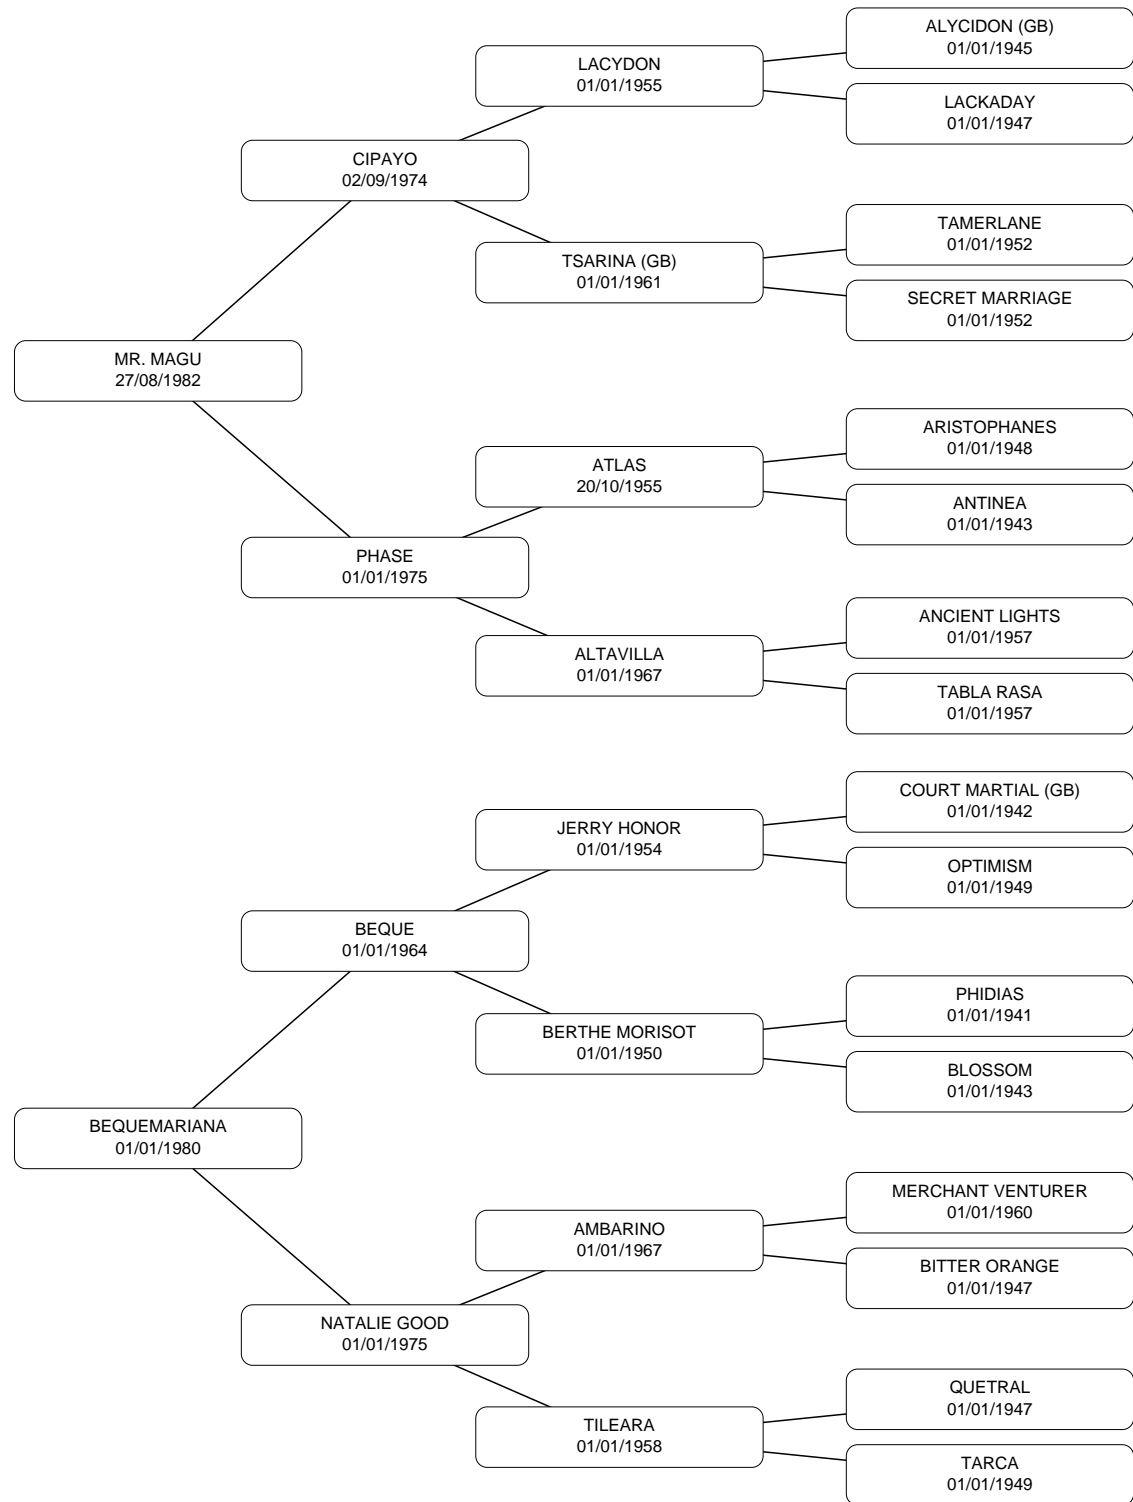 ALYCIDON (GB)
01/01/1945
LACYDON
01/01/1955
LACKADAY
01/01/1947
CIPAYO
02/09/1974
TAMERLANE
01/01/1952
TSARINA (GB)
01/01/1961
SECRET MARRIAGE
01/01/1952
MR. MAGU
27/08/1982
ARISTOPHANES
01/01/1948
ATLAS
20/10/1955
ANTINEA
01/01/1943
PHASE
01/01/1975
ANCIENT LIGHTS
01/01/1957
ALTAVILLA
01/01/1967
TABLA RASA
01/01/1957
COURT MARTIAL (GB)
01/01/1942
JERRY HONOR
01/01/1954
OPTIMISM
01/01/1949
BEQUE
01/01/1964
PHIDIAS
01/01/1941
BERTHE MORISOT
01/01/1950
BLOSSOM
01/01/1943
BEQUEMARIANA
01/01/1980
MERCHANT VENTURER
01/01/1960
AMBARINO
01/01/1967
BITTER ORANGE
01/01/1947
NATALIE GOOD
01/01/1975
QUETRAL
01/01/1947
TILEARA
01/01/1958
TARCA
01/01/1949